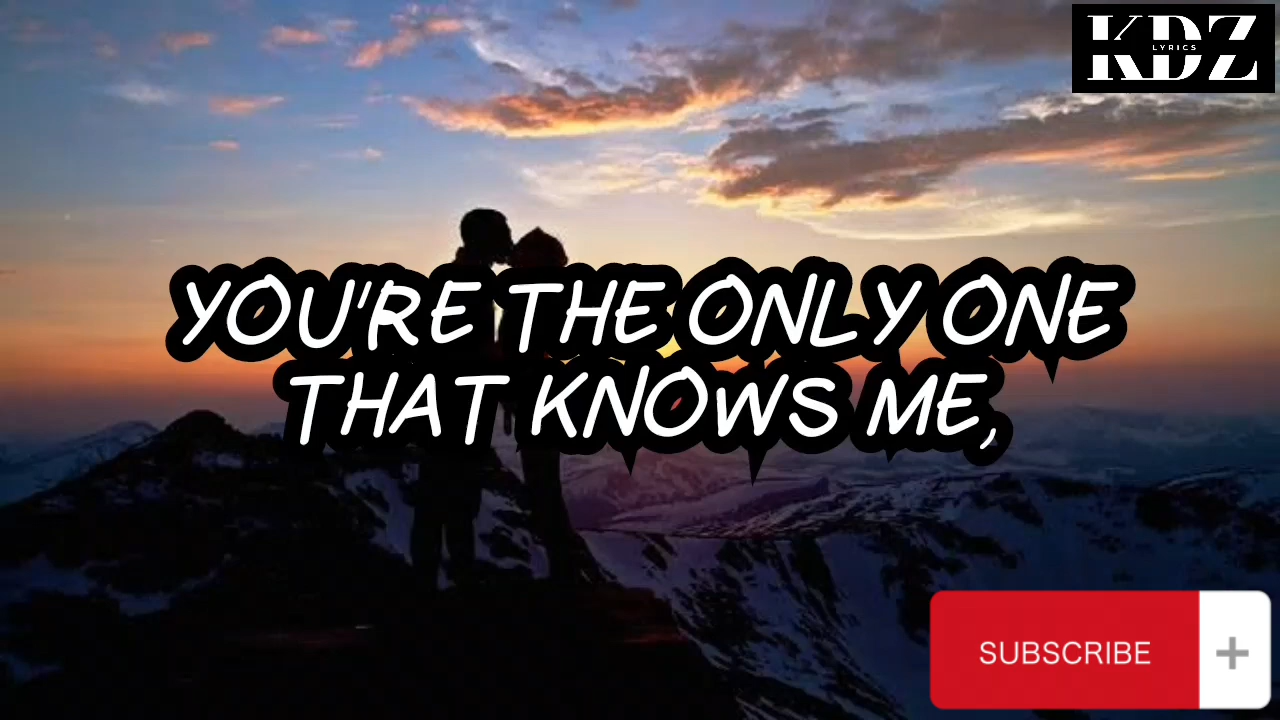 KDZ
LYRICS
YOU'RE THE ONLY ONE
THAT KNOWS ME,
SUBSCRIBE +